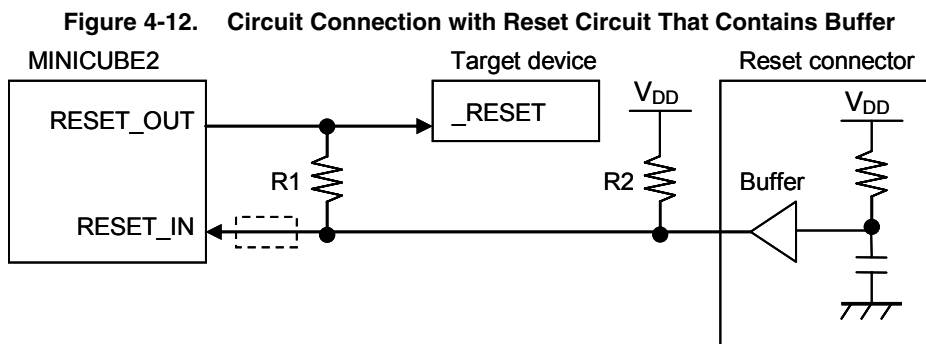 Figure 4-12. Circuit Connection with Reset Circuit That Contains Buffer
MINICUBE2
Target device
Reset connector
RESET_OUT
_RESET
VDD
VDD
R1
R2
Buffer
RESET_IN